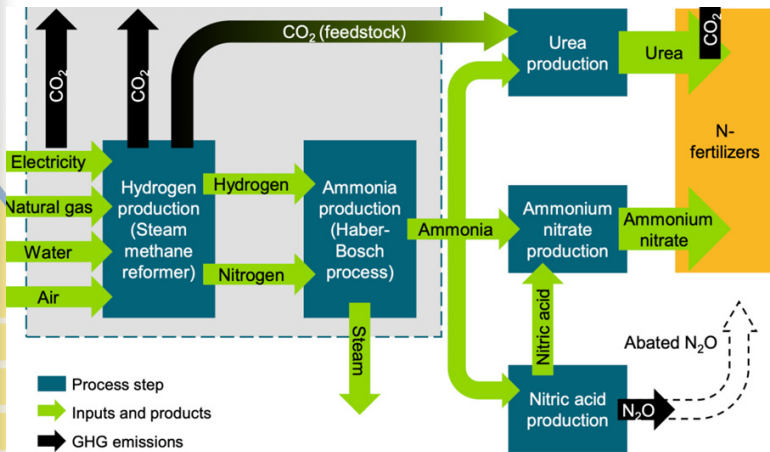 CO₂
CO₂
CO₂ (feedstock)
Urea
production
Urea
CO₂
N-
fertilizers
Electricity
Natural gas
Water
Air
Hydrogen
production
(Steam
methane
reformer)
Hydrogen
Nitrogen
Ammonia
production
(Haber-
Bosch
process)
Ammonia
Ammonium
nitrate
production
Ammonium
nitrate
Steam
Nitric acid
Nitric acid
production
N₂O
Abated N₂O
Process step
Inputs and products
GHG emissions